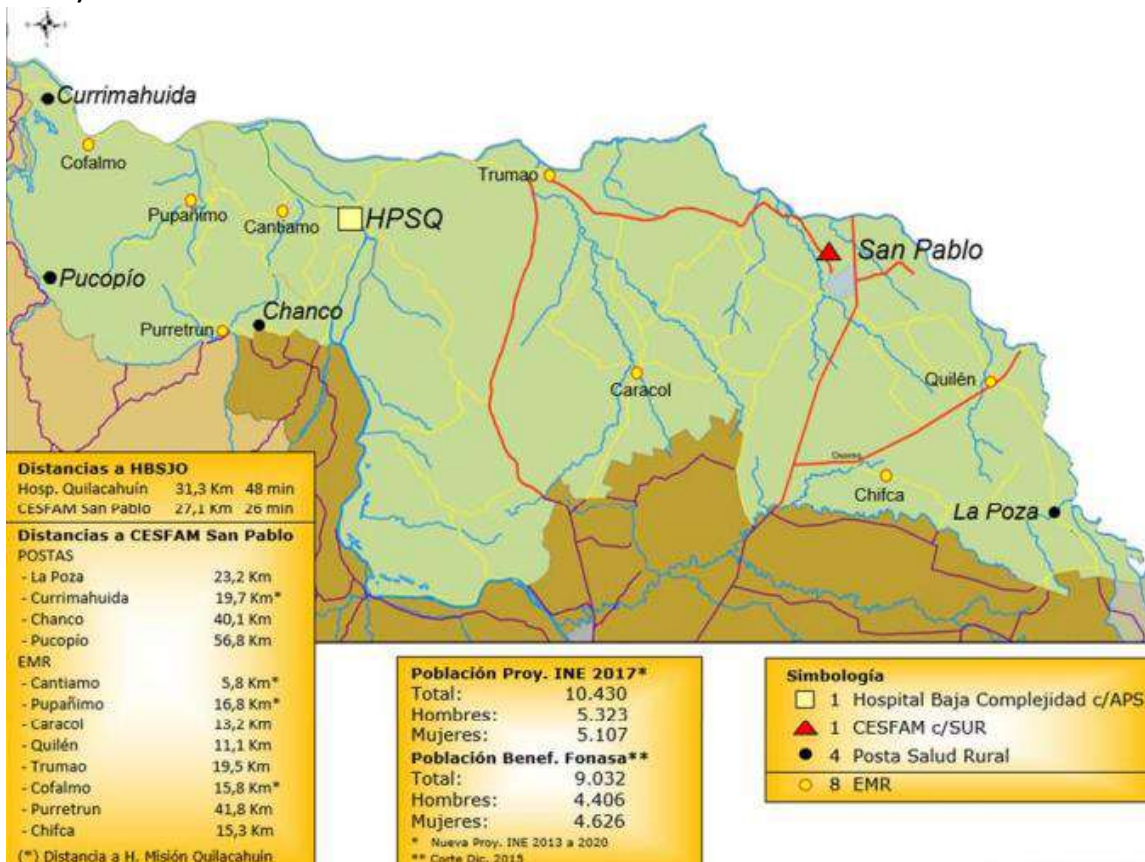 Currimahuida
Cofalmo
Trumao
Pupañimo
Cantiamo
HPSQ
San Pablo
Pucopío
Chanco
Purretrun
Caracol
Quilén
Osorno
Chifca
La Poza
Distancias a HBSJO
Hosp. Quilacahuín 31,3 Km 48 min
CESFAM San Pablo 27,1 Km 26 min
Distancias a CESFAM San Pablo
POSTAS
- La Poza 23,2 Km
- Currimahuida 19,7 Km*
- Chanco 40,1 Km
- Pucopío 56,8 Km
EMR
- Cantiamo 5,8 Km*
- Pupañimo 16,8 Km*
- Caracol 13,2 Km
- Quilén 11,1 Km
- Trumao 19,5 Km
- Cofalmo 15,8 Km*
- Purretrun 41,8 Km
- Chifca 15,3 Km
(*) Distancia a H. Misión Quilacahuin
Población Proy. INE 2017*
Total: 10.430
Hombres: 5.323
Mujeres: 5.107
Población Benef. Fonasa**
Total: 9.032
Hombres: 4.406
Mujeres: 4.626
* Nueva Proy. INE 2013 a 2020
** Corte Dic. 2015
Simbología
1 Hospital Baja Complejidad c/APS
1 CESFAM c/SUR
4 Posta Salud Rural
8 EMR